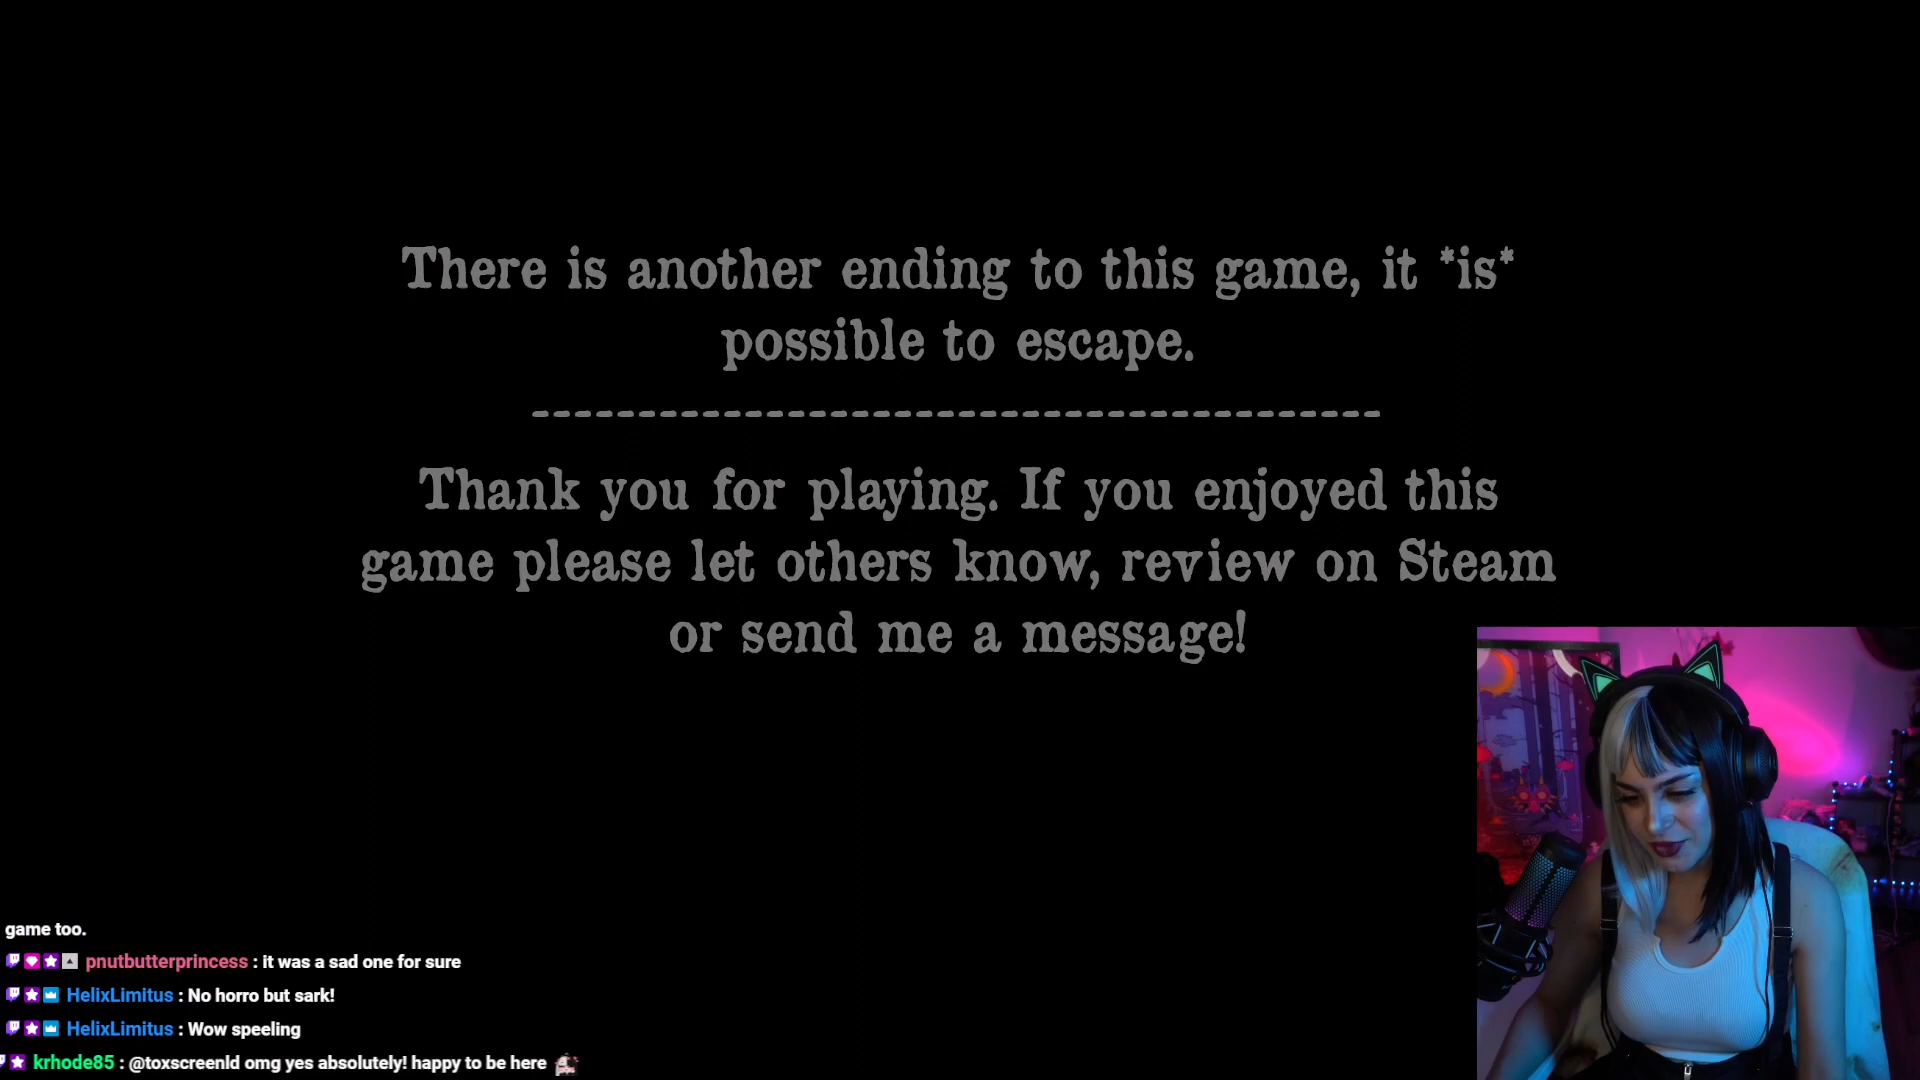 There is another ending to this game, it *is*
possible to escape.
----------------------------------------
Thank you for playing. If you enjoyed this
game please let others know, review on Steam
or send me a message!
game too.
pnutbutterprincess : it was a sad one for sure
HelixLimitus : No horro but sark!
HelixLimitus : Wow speeling
krhode85 : @toxscreenld omg yes absolutely! happy to be here